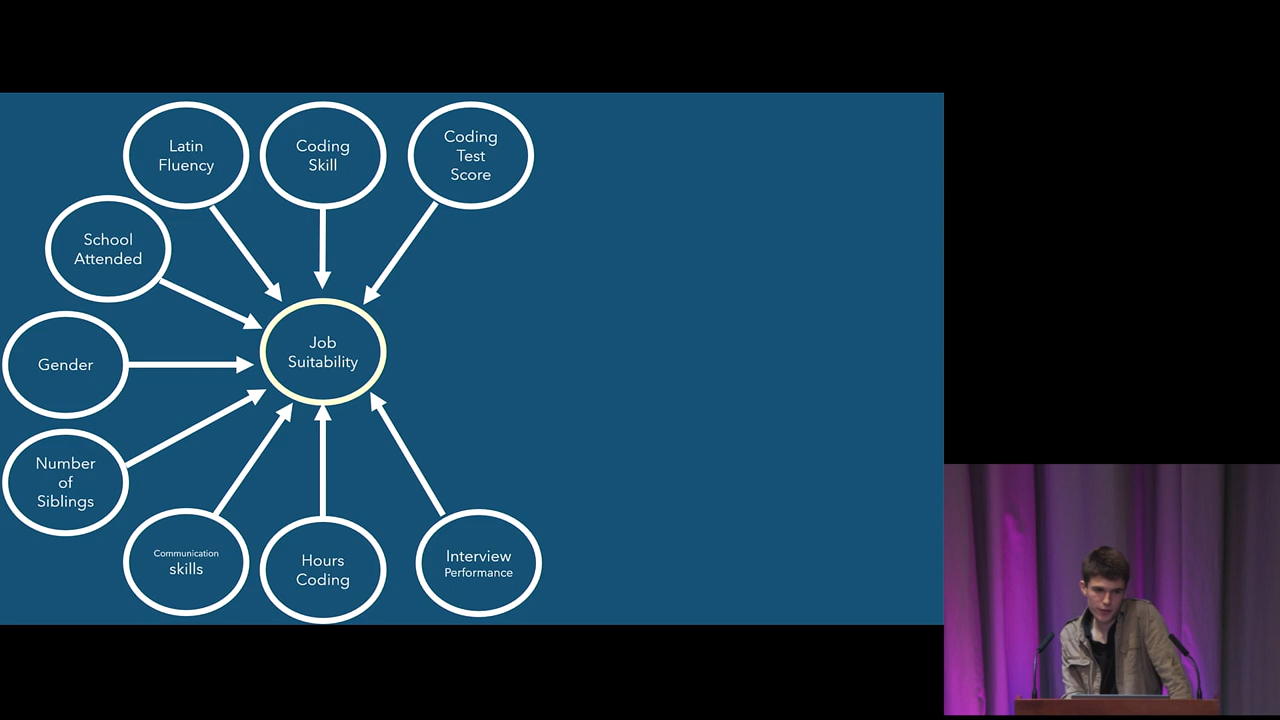 Latin
Fluency
Coding
Skill
Coding
Test
Score
School
Attended
Job
Suitability
Gender
Number
of
Siblings
Communication
skills
Hours
Coding
Interview
Performance